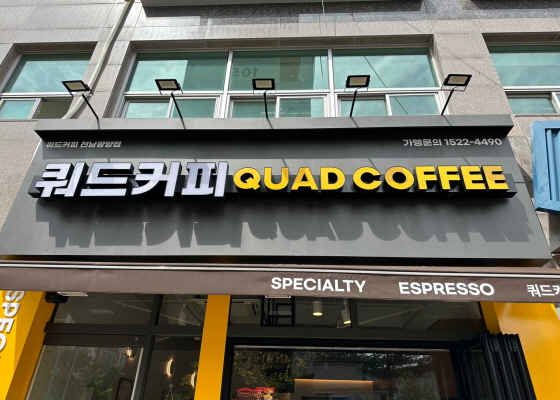 쿼드커피 전남광양점
가맹문의 1522-4490
쿼드커피 QUAD COFFEE
SPECIALTY ESPRESSO 쿼드커
SPEC